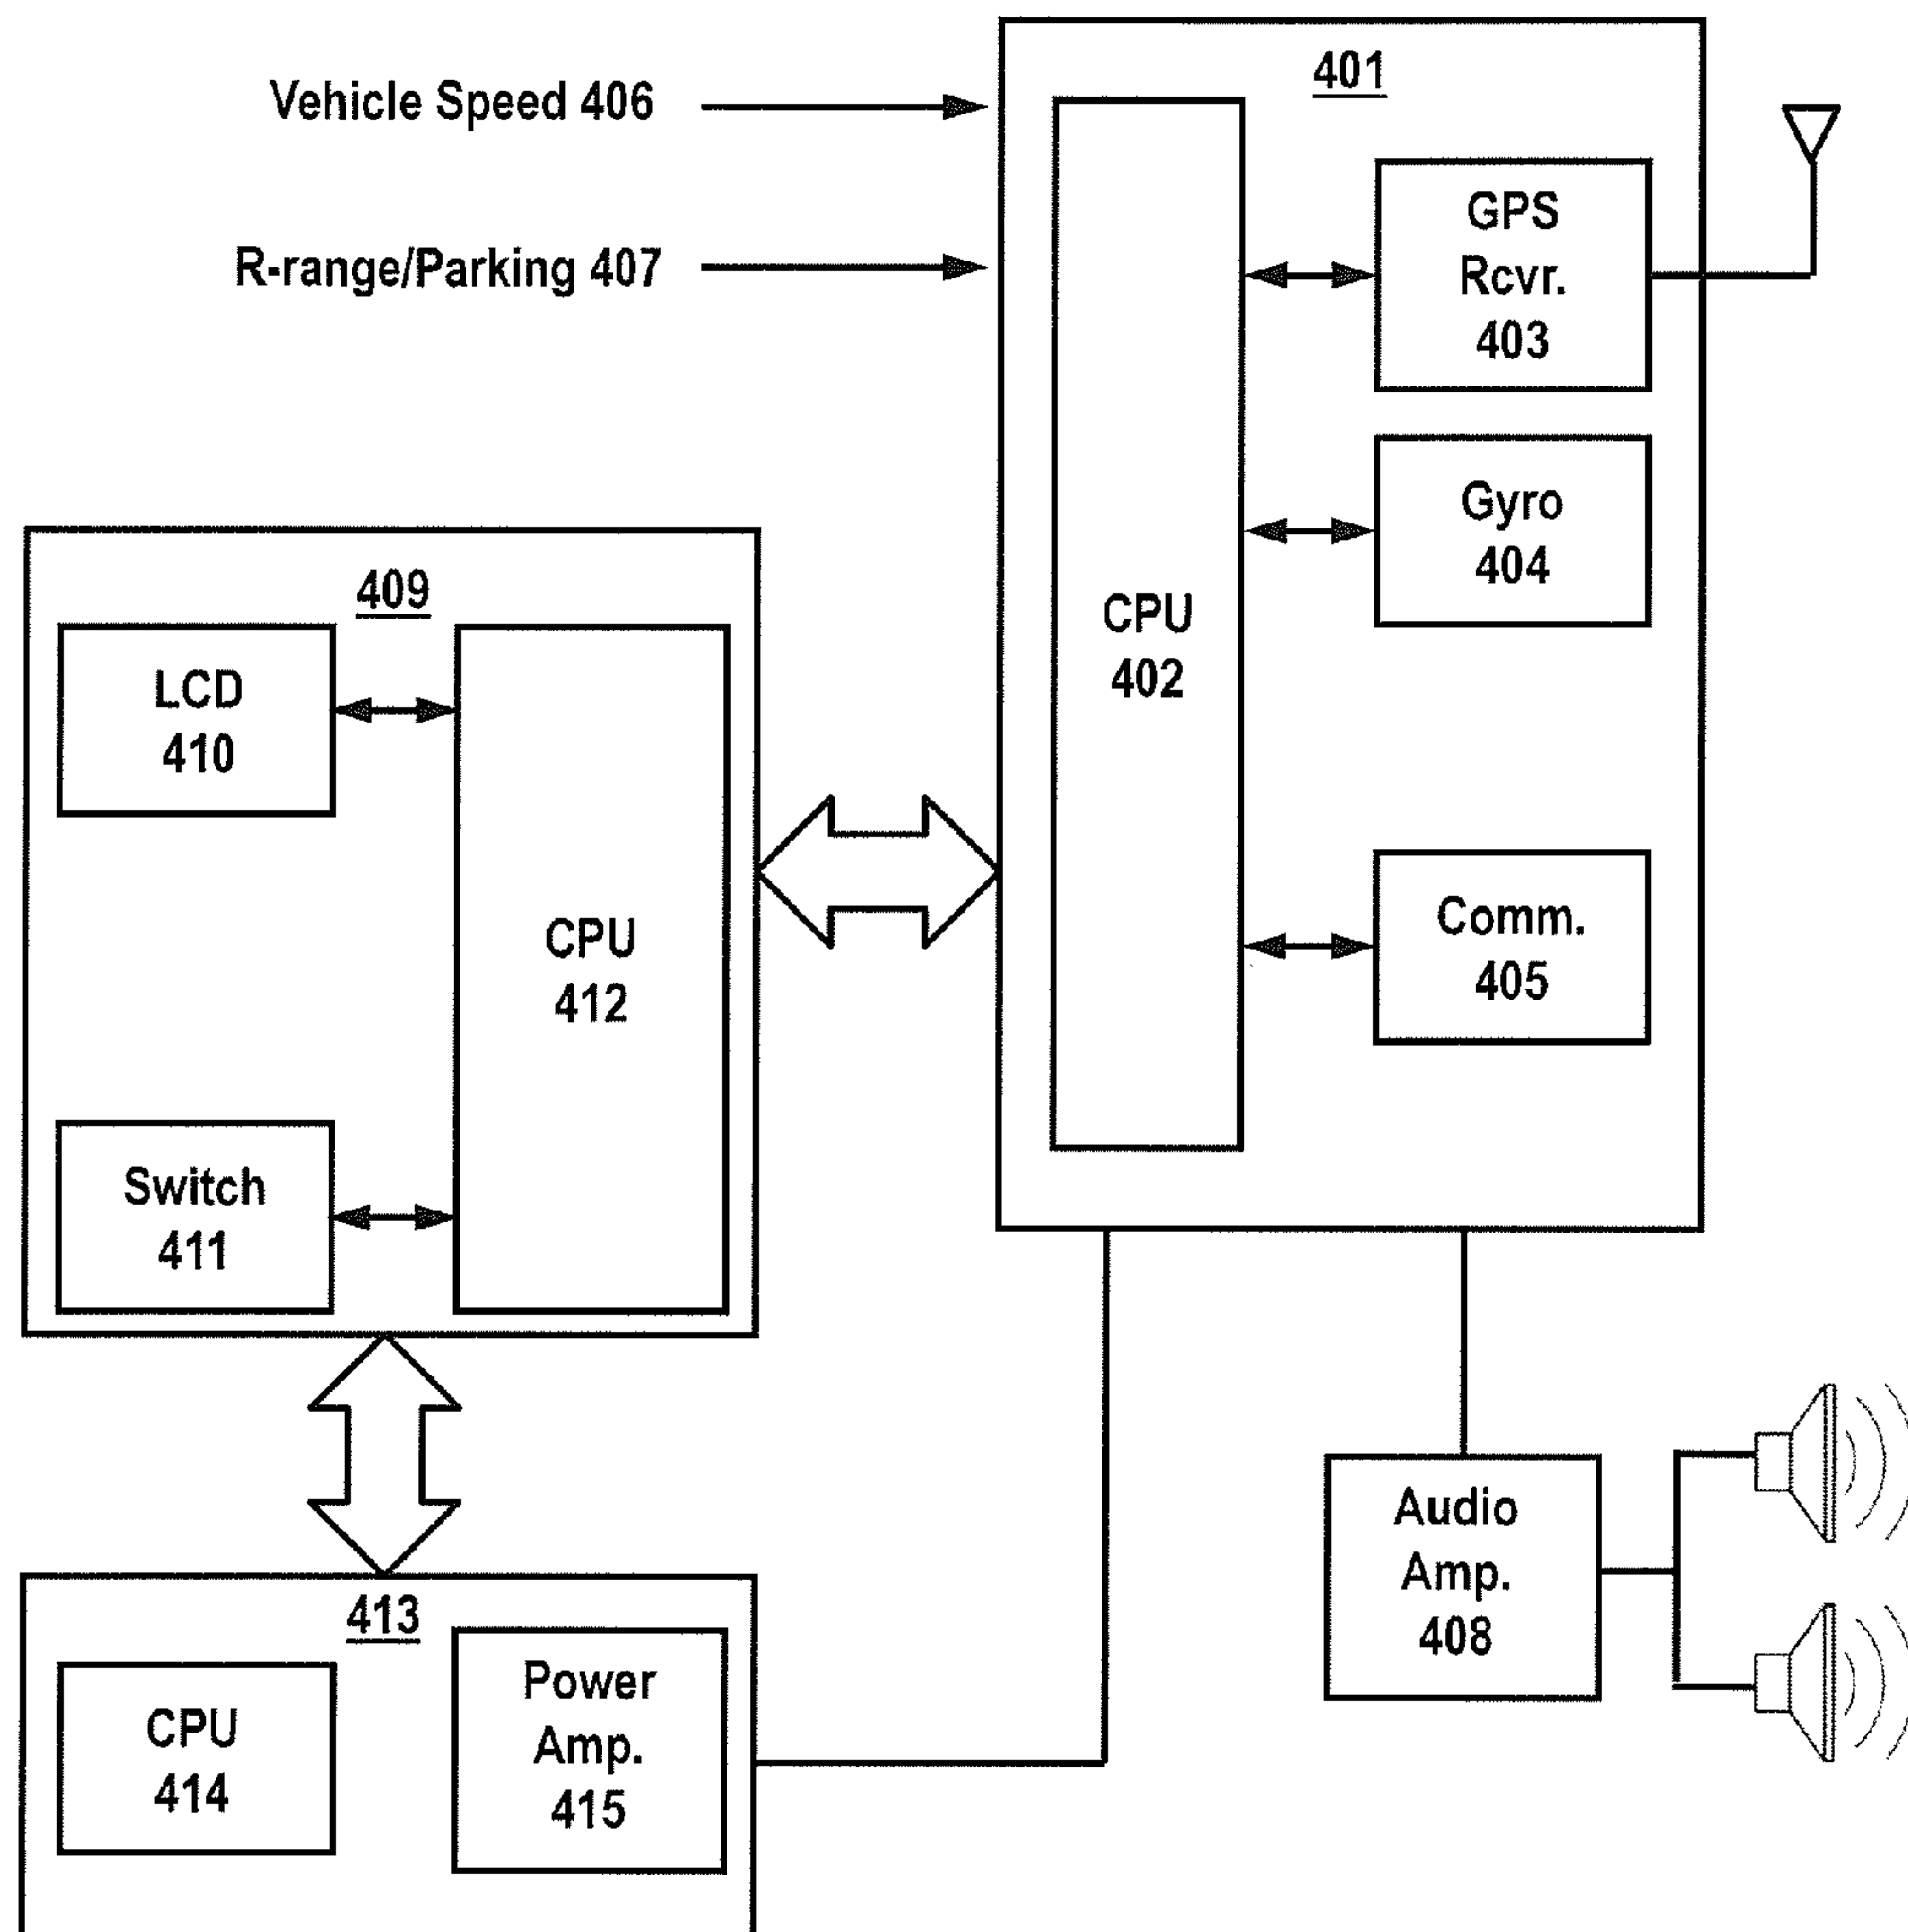 Vehicle Speed 406
R-range/Parking 407
401
CPU
402
GPS
Rcvr.
403
Gyro
404
Comm.
405
409
LCD
410
Switch
411
CPU
412
413
CPU
414
Power
Amp.
415
Audio
Amp.
408